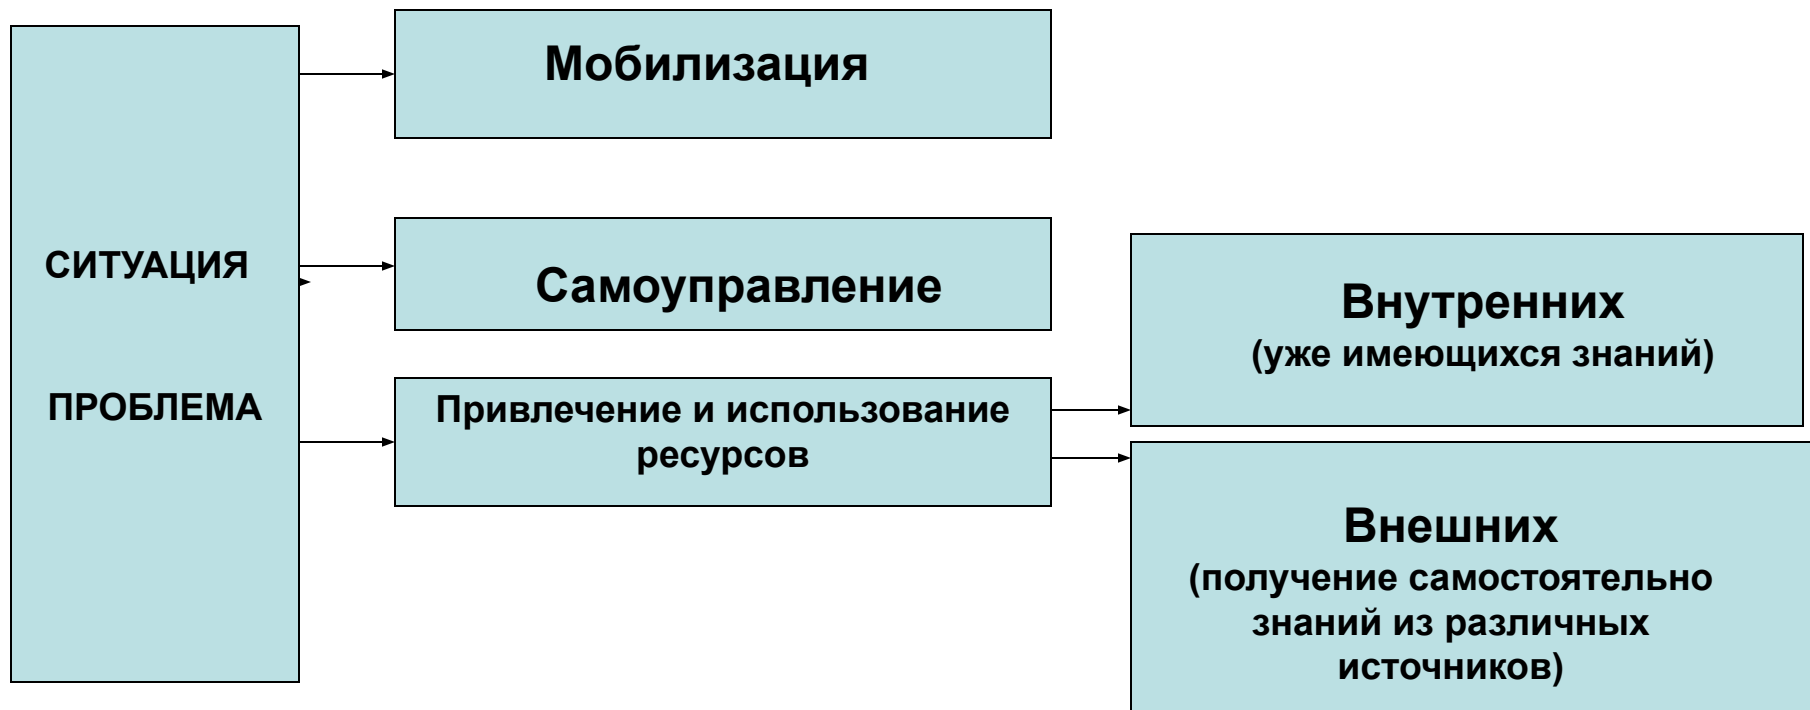 СИТУАЦИЯ
ПРОБЛЕМА
Мобилизация
Самоуправление
Привлечение и использование
ресурсов
Внутренних
(уже имеющихся знаний)
Внешних
(получение самостоятельно
знаний из различных
источников)